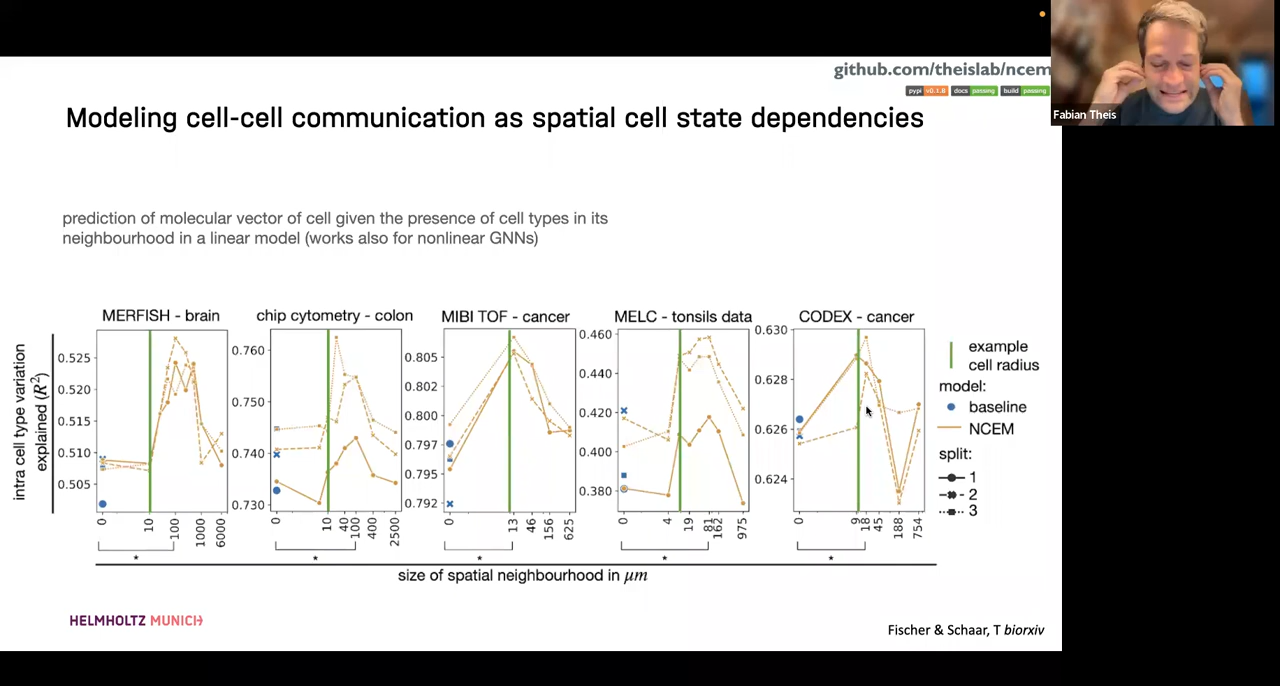 github.com/theislab/ncem
pypi v0.1.8 docs passing build passing
Fabian Theis
Modeling cell-cell communication as spatial cell state dependencies
prediction of molecular vector of cell given the presence of cell types in its
neighbourhood in a linear model (works also for nonlinear GNNs)
MERFISH - brain
chip cytometry - colon
MIBI TOF - cancer
MELC - tonsils data
CODEX - cancer
intra cell type variation
explained (R²)
0.525
0.520
0.515
0.510
0.505
0 10 100 1000 6000
*
0.760
0.750
0.740
0.730
0 10 40 100 400 2500
*
0.805
0.802
0.800
0.797
0.795
0.792
0 13 46 156 625
*
0.460
0.440
0.420
0.400
0.380
0 4 19 81 162 975
*
0.630
0.628
0.626
0.624
0 9 18 45 188 754
*
example
cell radius
model:
baseline
NCEM
split:
1
2
3
size of spatial neighbourhood in μm
HELMHOLTZ MUNICH
Fischer & Schaar, T biorxiv